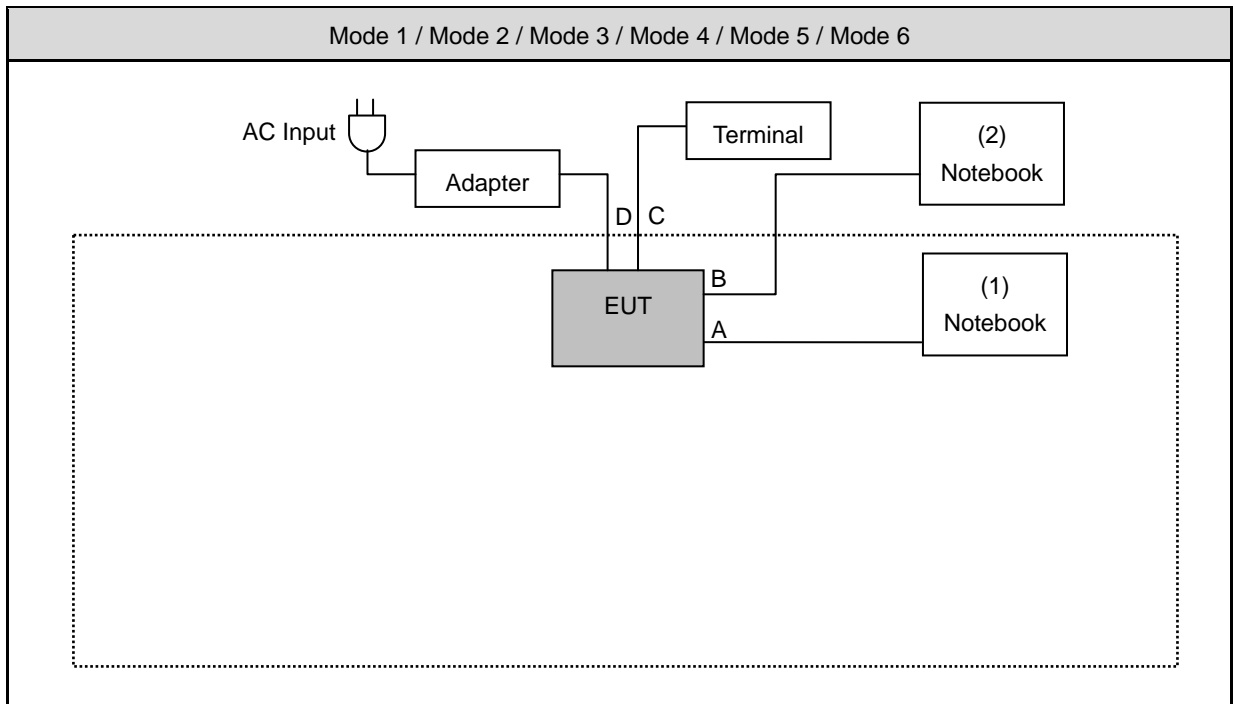 Mode 1 / Mode 2 / Mode 3 / Mode 4 / Mode 5 / Mode 6
AC Input
Adapter
Terminal
(2)
Notebook
D
C
EUT
B
A
(1)
Notebook